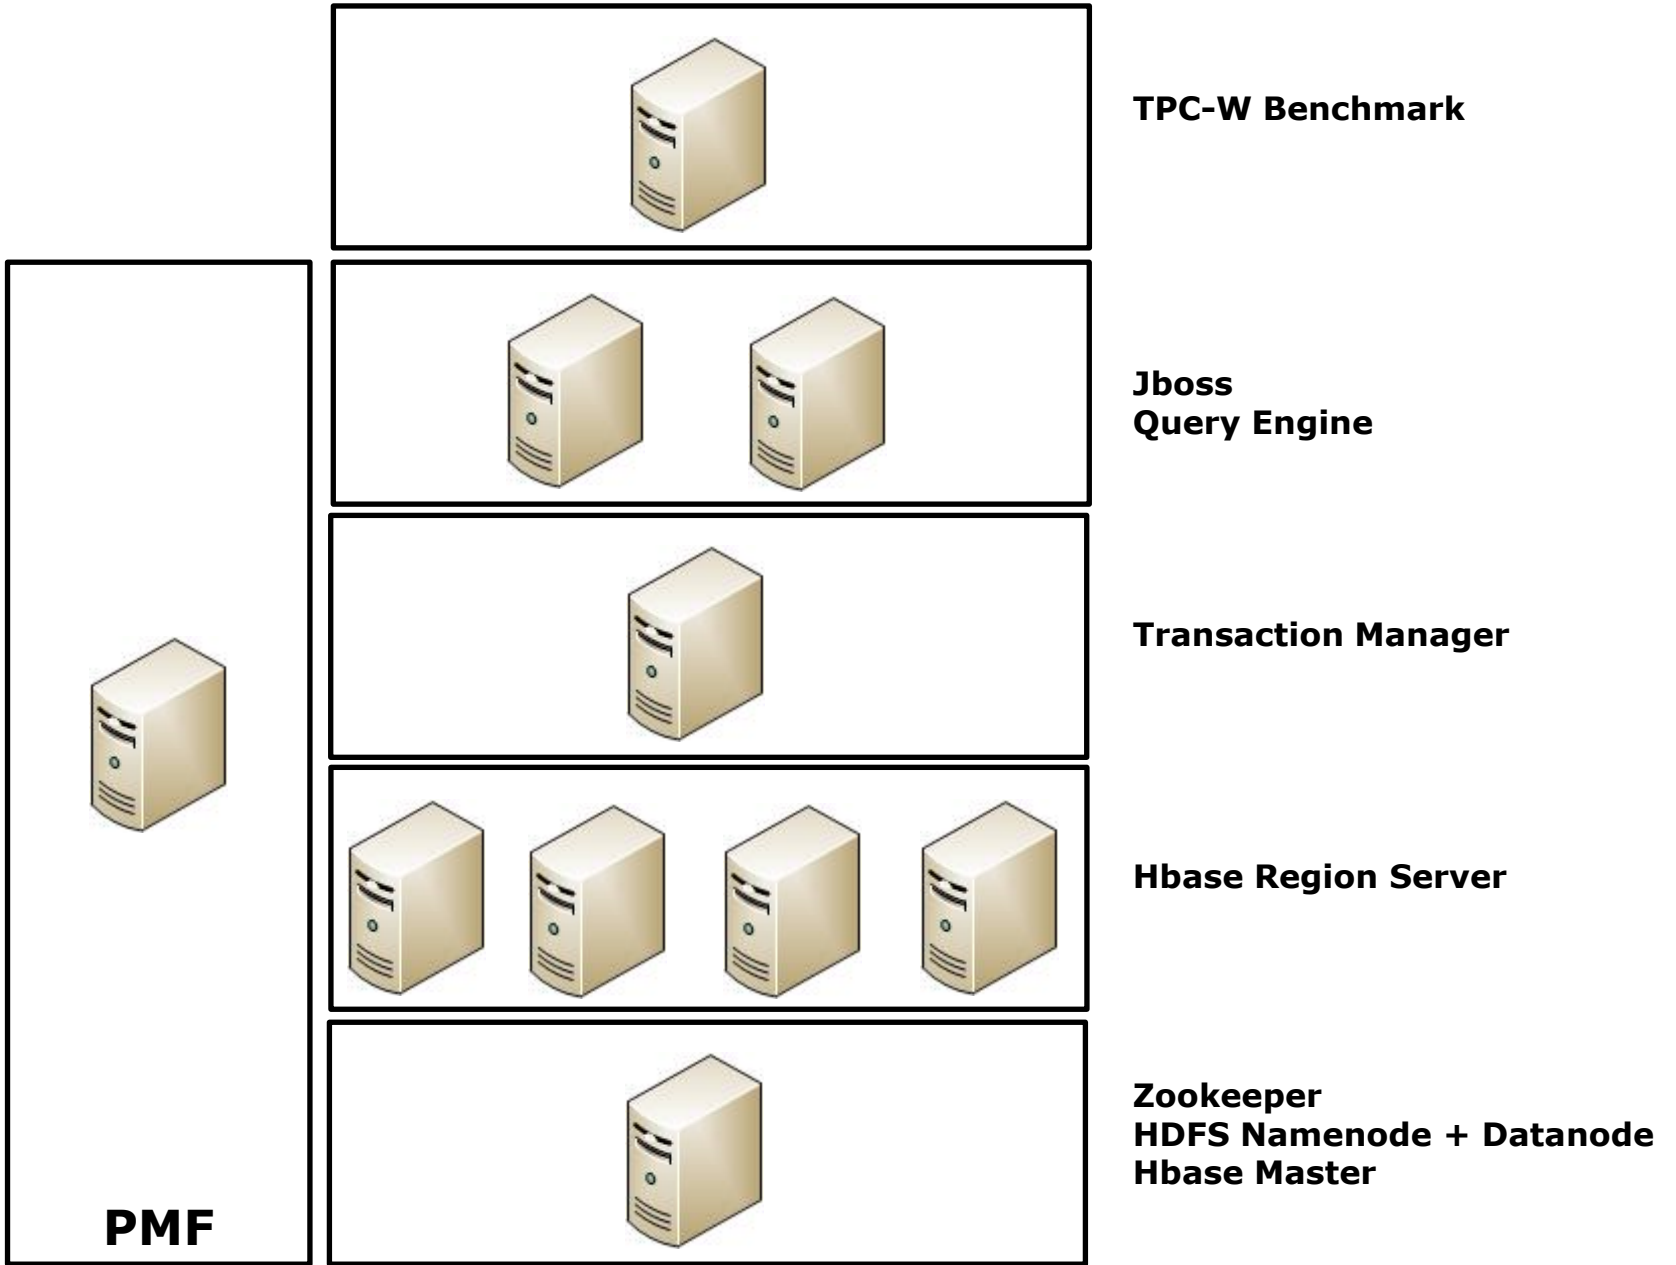 TPC-W Benchmark
Jboss
Query Engine
Transaction Manager
Hbase Region Server
Zookeeper
HDFS Namenode + Datanode
Hbase Master
PMF